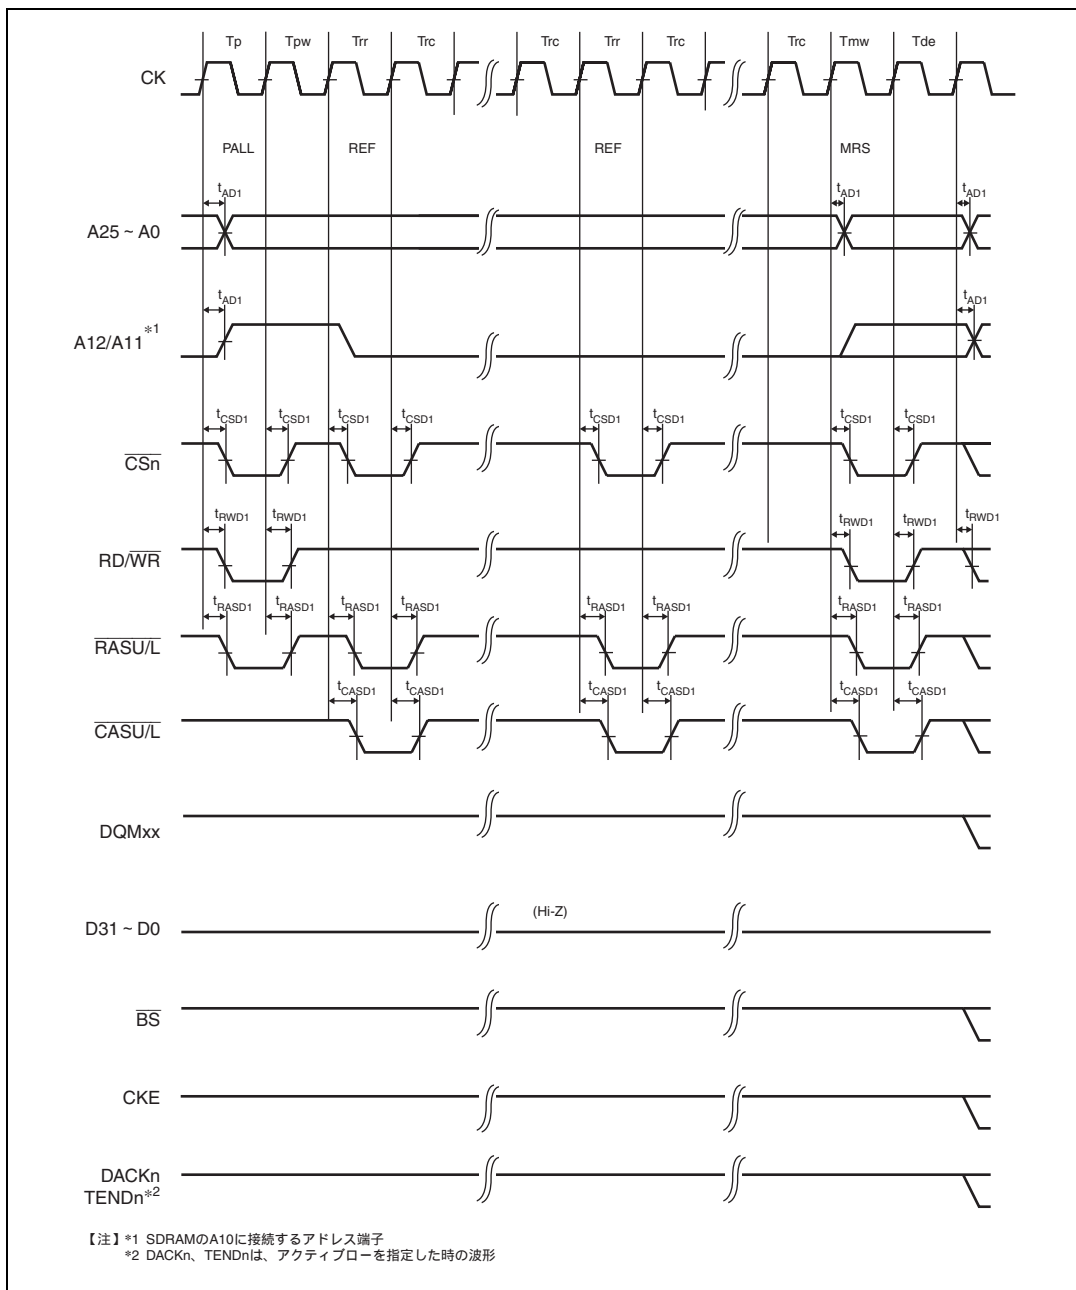 Tp Tpw Trr Trc Trc Trr Trc Trc Tmw Tde
CK
PALL REF REF MRS
tAD1 tAD1 tAD1
A25 ~ A0
tAD1 tAD1
A12/A11*1
tCSD1 tCSD1 tCSD1 tCSD1 tCSD1 tCSD1 tCSD1 tCSD1
CSn
tRWD1 tRWD1 tRWD1 tRWD1 tRWD1
RD/WR
tRASD1 tRASD1 tRASD1 tRASD1 tRASD1 tRASD1 tRASD1 tRASD1
RASU/L
tCASD1 tCASD1 tCASD1 tCASD1 tCASD1 tCASD1
CASU/L
DQMxx
(Hi-Z)
D31 ~ D0
BS
CKE
DACKn
TENDn*2
【注】*1 SDRAMのA10に接続するアドレス端子
*2 DACKn、TENDnは、アクティブローを指定した時の波形